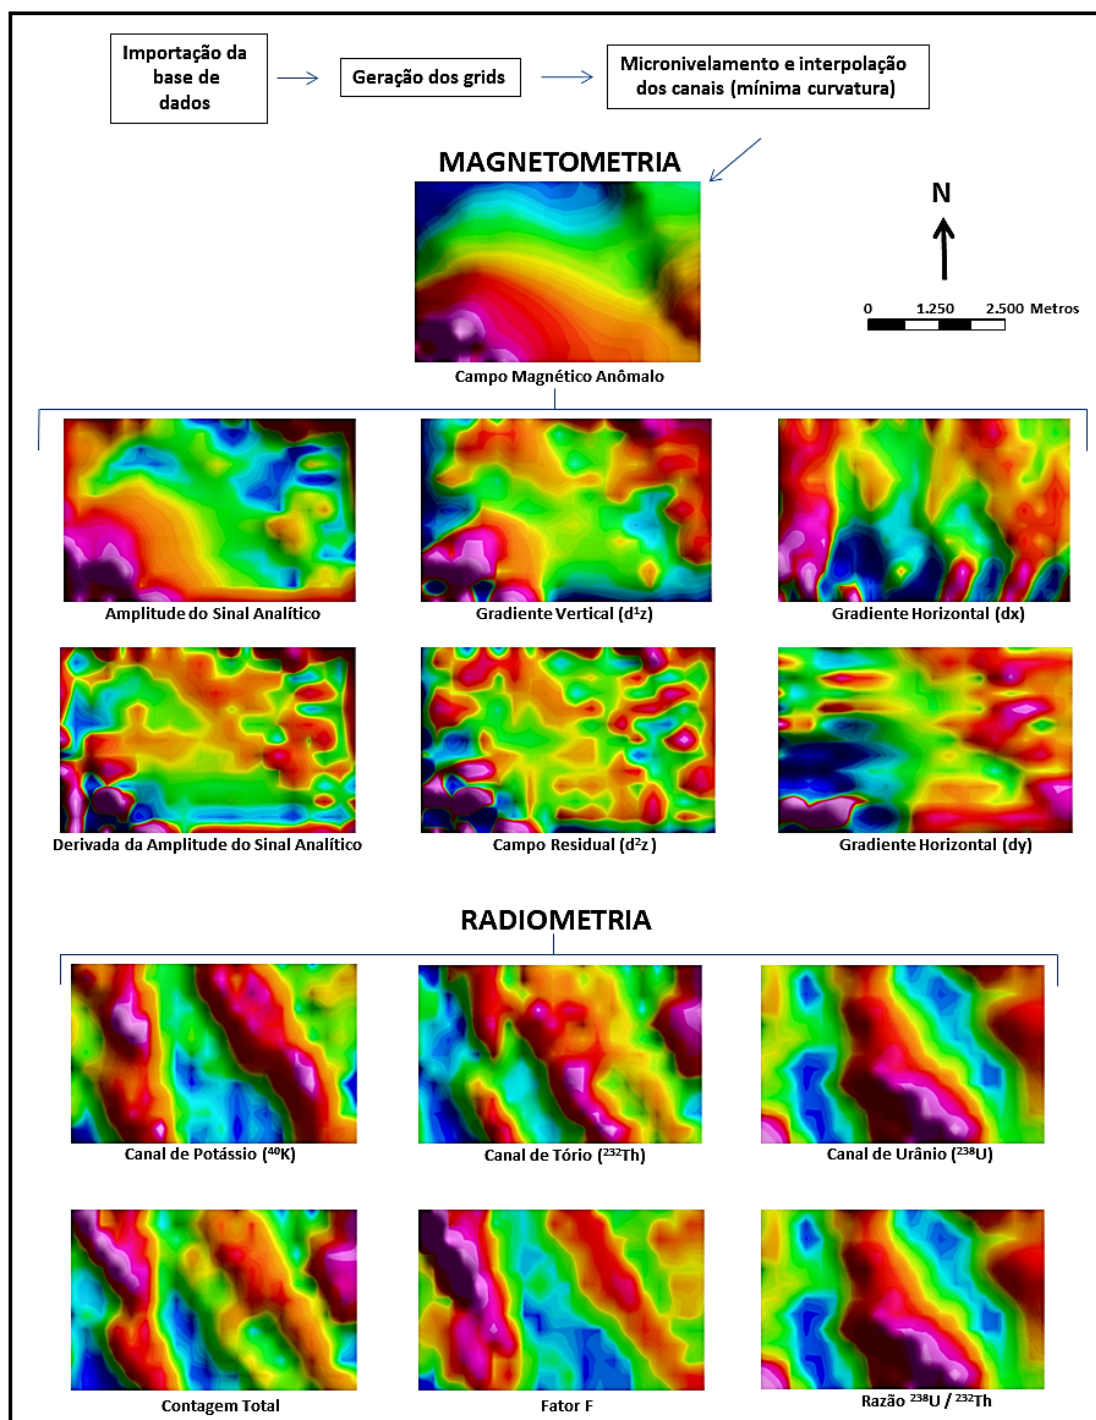 Importação da
base de
dados
Geração dos grids
Micronivelamento e interpolação
dos canais (mínima curvatura)
MAGNETOMETRIA
N
0 1.250 2.500 Metros
Campo Magnético Anômalo
Amplitude do Sinal Analítico
Gradiente Vertical (d¹z)
Gradiente Horizontal (dx)
Derivada da Amplitude do Sinal Analítico
Campo Residual (d²z )
Gradiente Horizontal (dy)
RADIOMETRIA
Canal de Potássio (⁴⁰K)
Canal de Tório (²³²Th)
Canal de Urânio (²³⁸U)
Contagem Total
Fator F
Razão ²³⁸U / ²³²Th